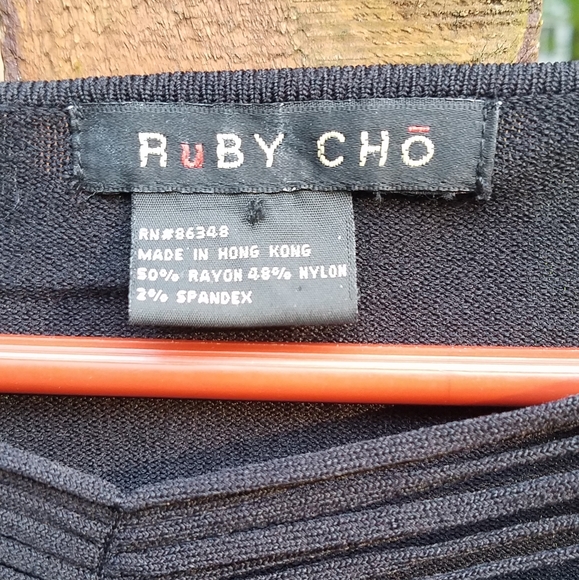 RuBY CHŌ
RN#86348
MADE IN HONG KONG
50% RAYON 48% NYLON
2% SPANDEX